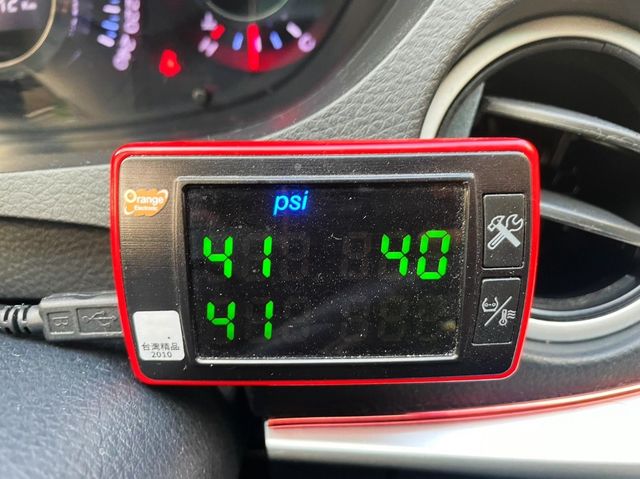 Orange
Electronic
psi
41 40
41
台灣精品
2010
B